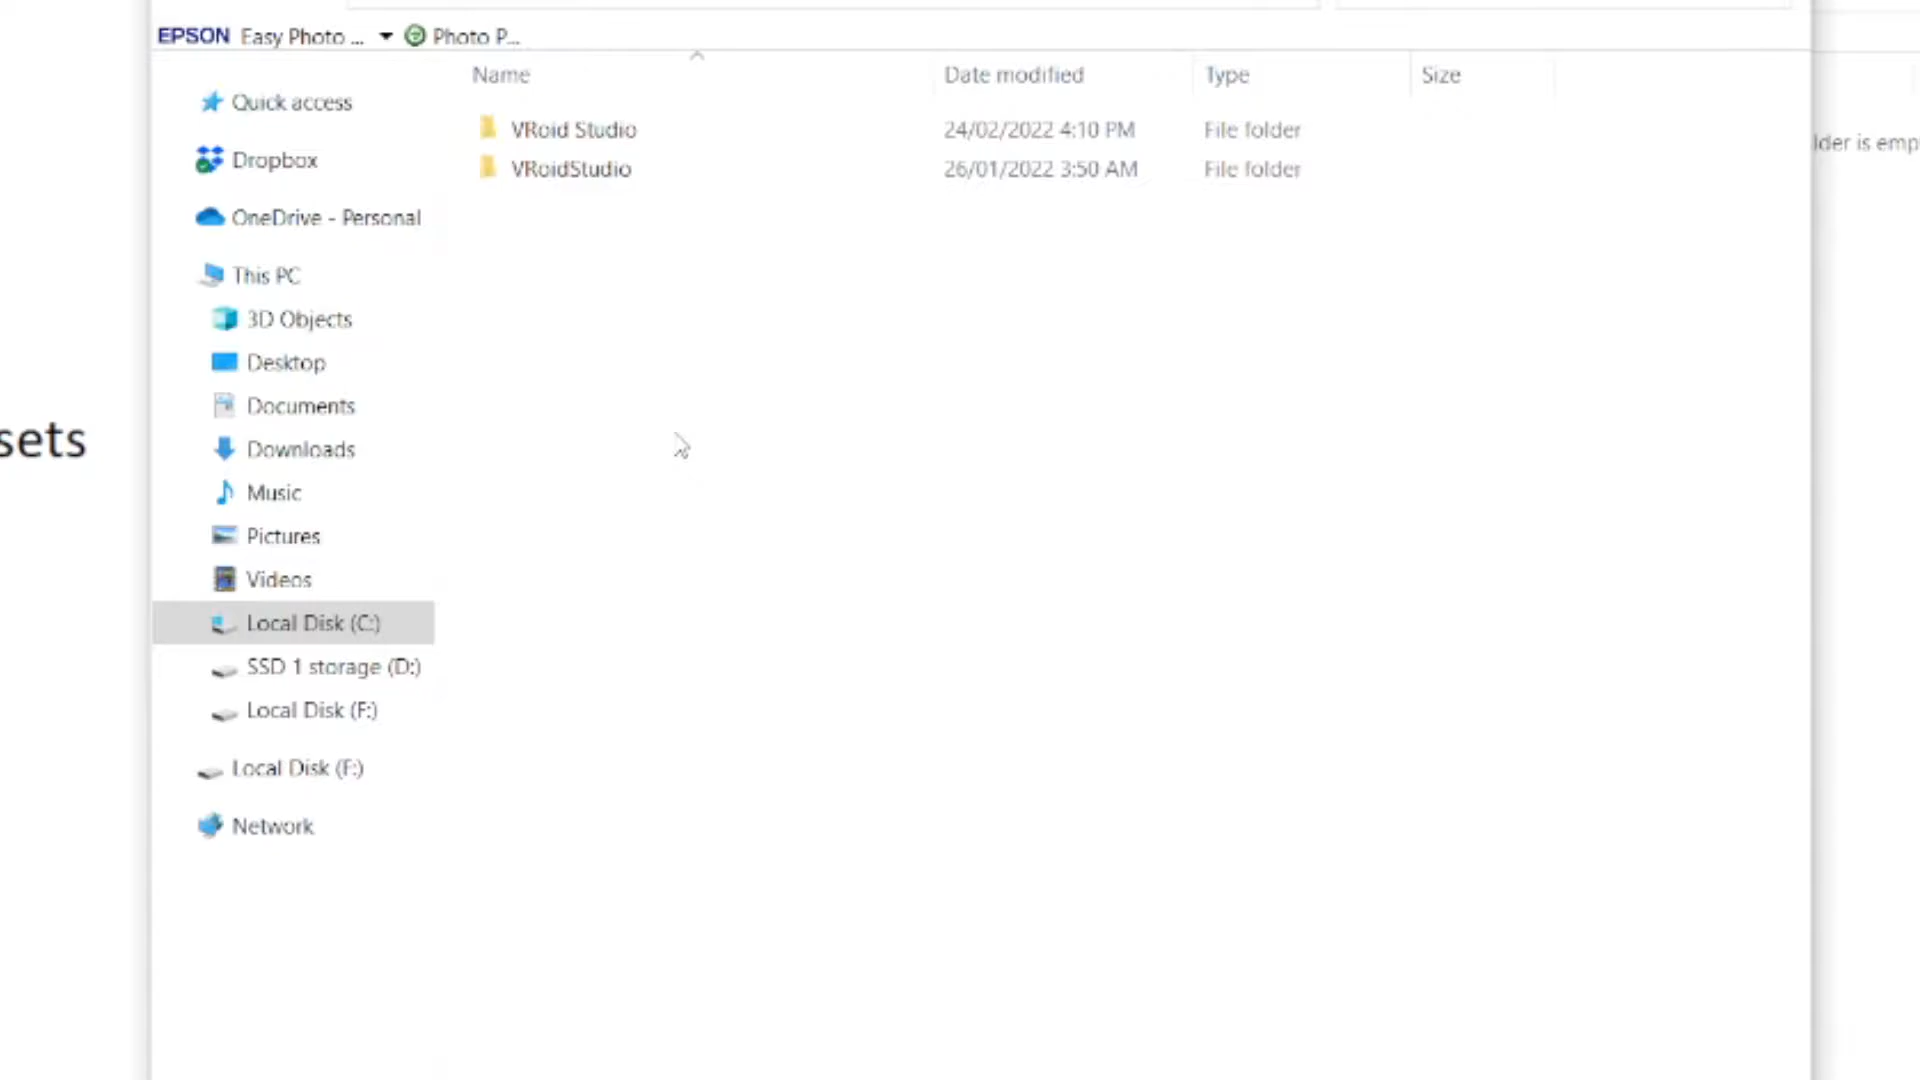 EPSON Easy Photo ... Photo P...
Name Date modified Type Size
Quick access
VRoid Studio 24/02/2022 4:10 PM File folder
VRoidStudio 26/01/2022 3:50 AM File folder
lder is emp
Dropbox
OneDrive - Personal
This PC
3D Objects
Desktop
Documents
sets
Downloads
Music
Pictures
Videos
Local Disk (C:)
SSD 1 storage (D:)
Local Disk (F:)
Local Disk (F:)
Network